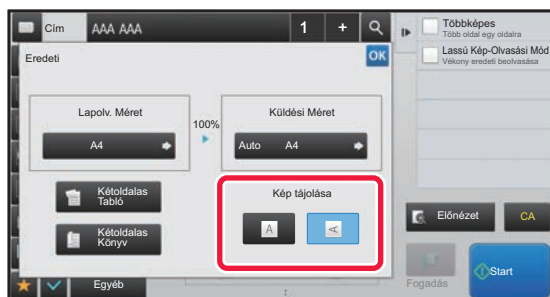 Cím
AAA AAA
1
+
Többképes
Több oldal egy oldalra
Eredeti
OK
Lassú Kép-Olvasási Mód
Vékony eredeti beolvasása
Lapolv. Méret
100%
Küldési Méret
A4
Auto A4
Kétoldalas
Tabló
Kép tájolása
Kétoldalas
Könyv
A
A
Előnézet
CA
Egyéb
Fogadás
Start